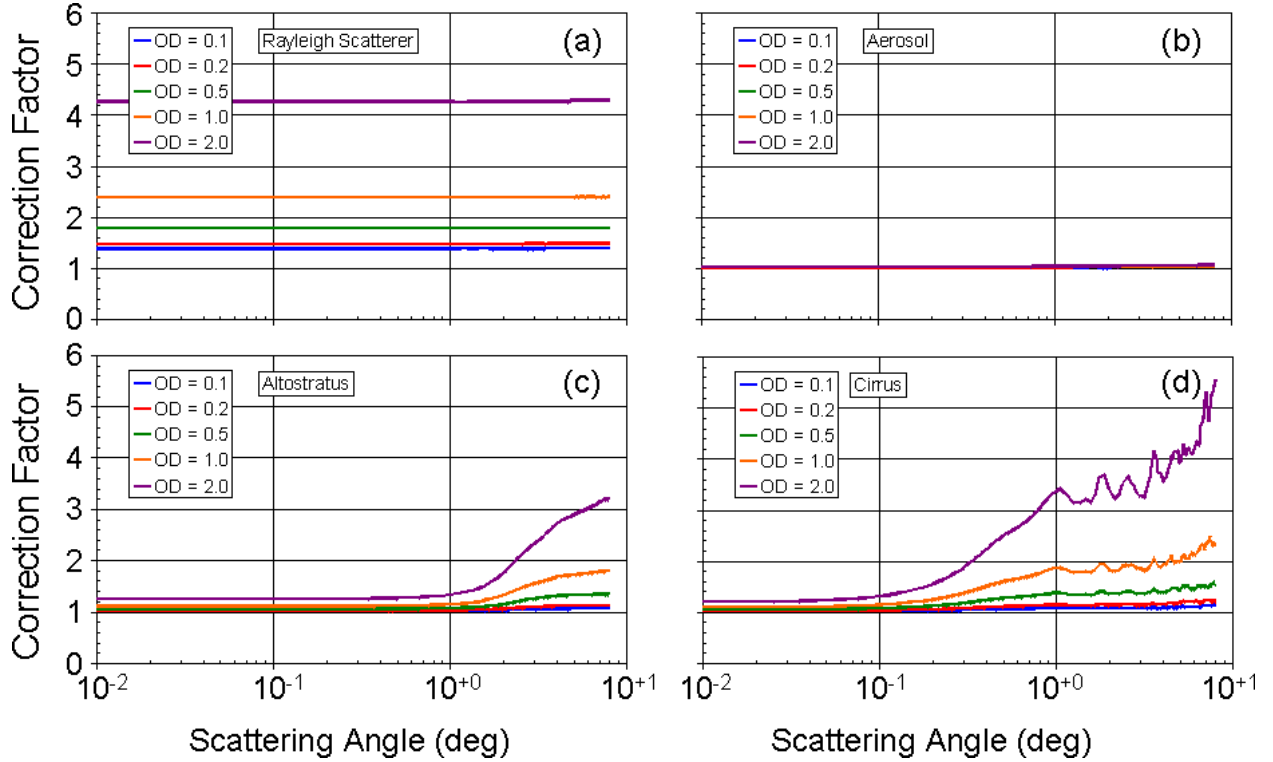 Correction Factor
6
5
4
3
2
1
0
OD = 0.1
OD = 0.2
OD = 0.5
OD = 1.0
OD = 2.0
Rayleigh Scatterer
(a)
OD = 0.1
OD = 0.2
OD = 0.5
OD = 1.0
OD = 2.0
Aerosol
(b)
Correction Factor
6
5
4
3
2
1
0
OD = 0.1
OD = 0.2
OD = 0.5
OD = 1.0
OD = 2.0
Altostratus
(c)
OD = 0.1
OD = 0.2
OD = 0.5
OD = 1.0
OD = 2.0
Cirrus
(d)
10⁻² 10⁻¹ 10⁺⁰ 10⁺¹
10⁻² 10⁻¹ 10⁺⁰ 10⁺¹
Scattering Angle (deg)
Scattering Angle (deg)